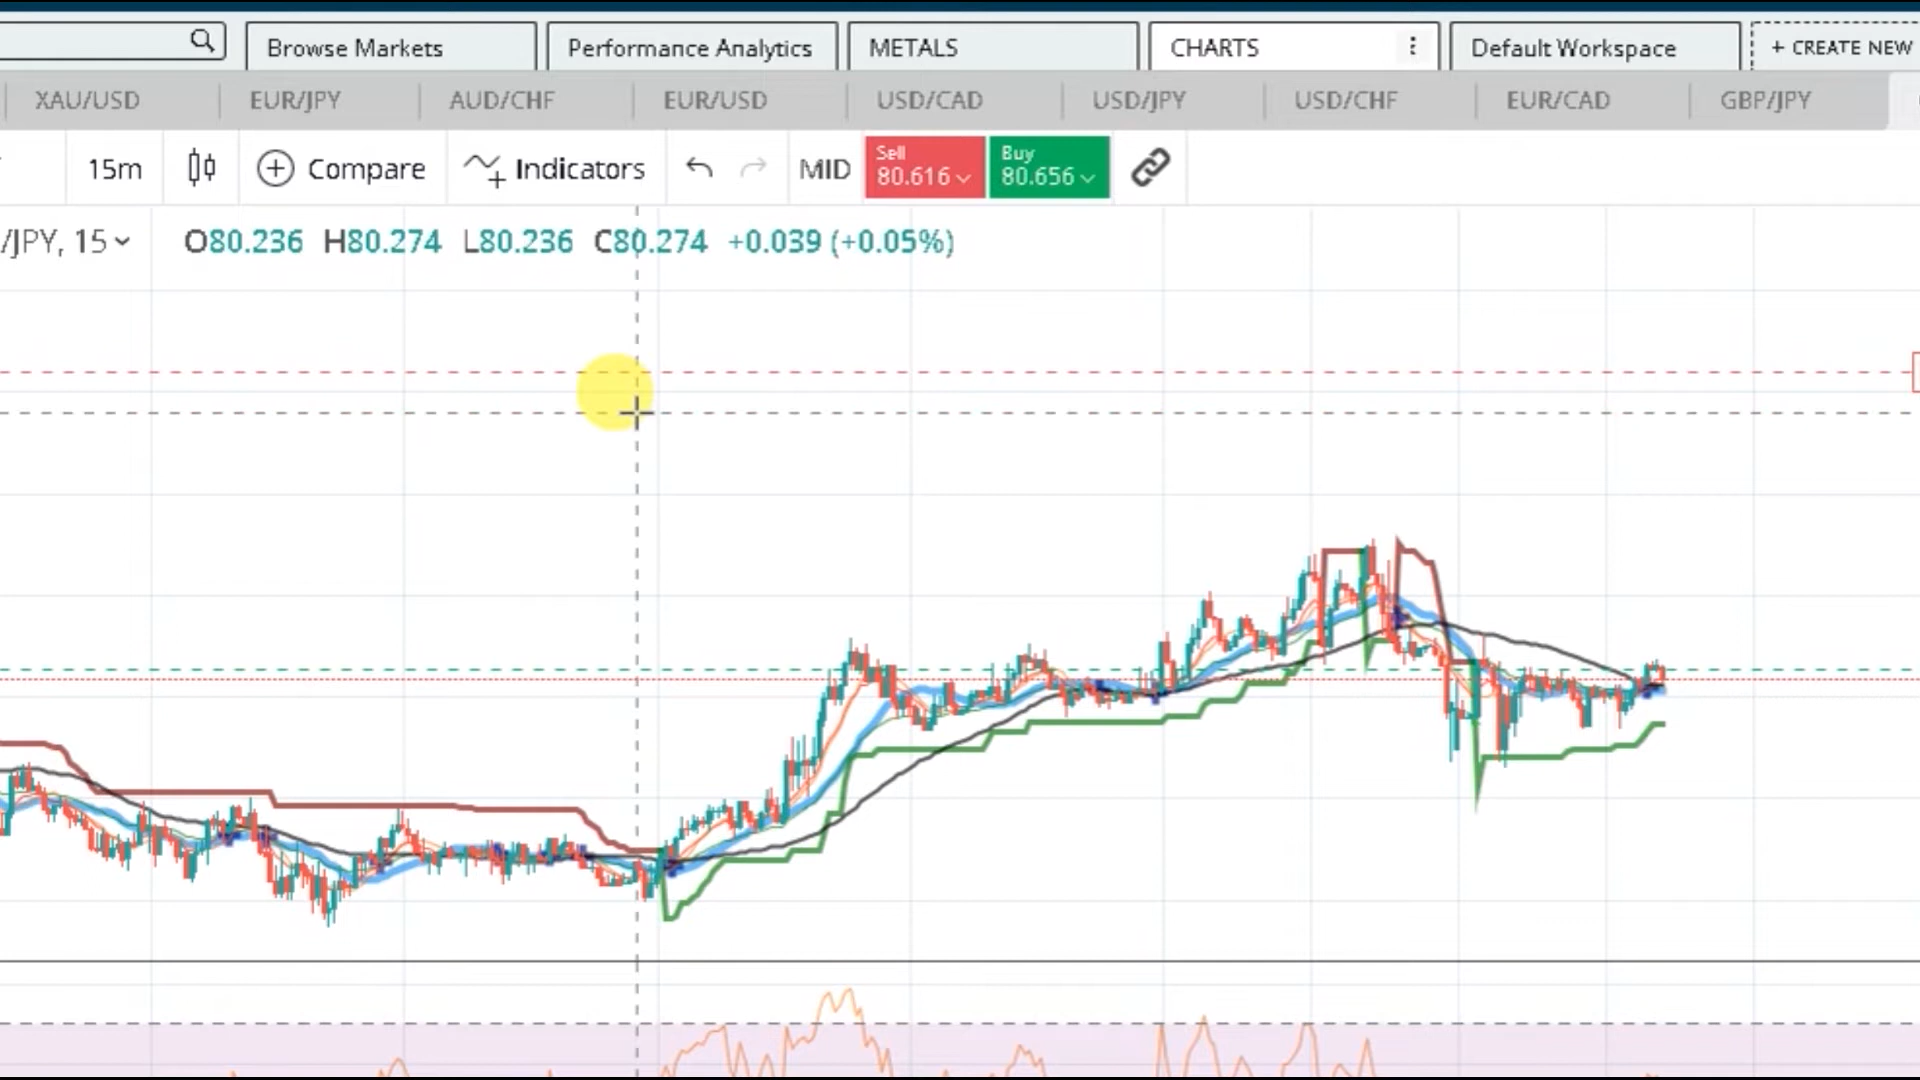 Browse Markets Performance Analytics METALS CHARTS Default Workspace + CREATE NEW
XAU/USD EUR/JPY AUD/CHF EUR/USD USD/CAD USD/JPY USD/CHF EUR/CAD GBP/JPY
15m Compare Indicators MID Sell 80.616 Buy 80.656
/JPY, 15 O80.236 H80.274 L80.236 C80.274 +0.039 (+0.05%)